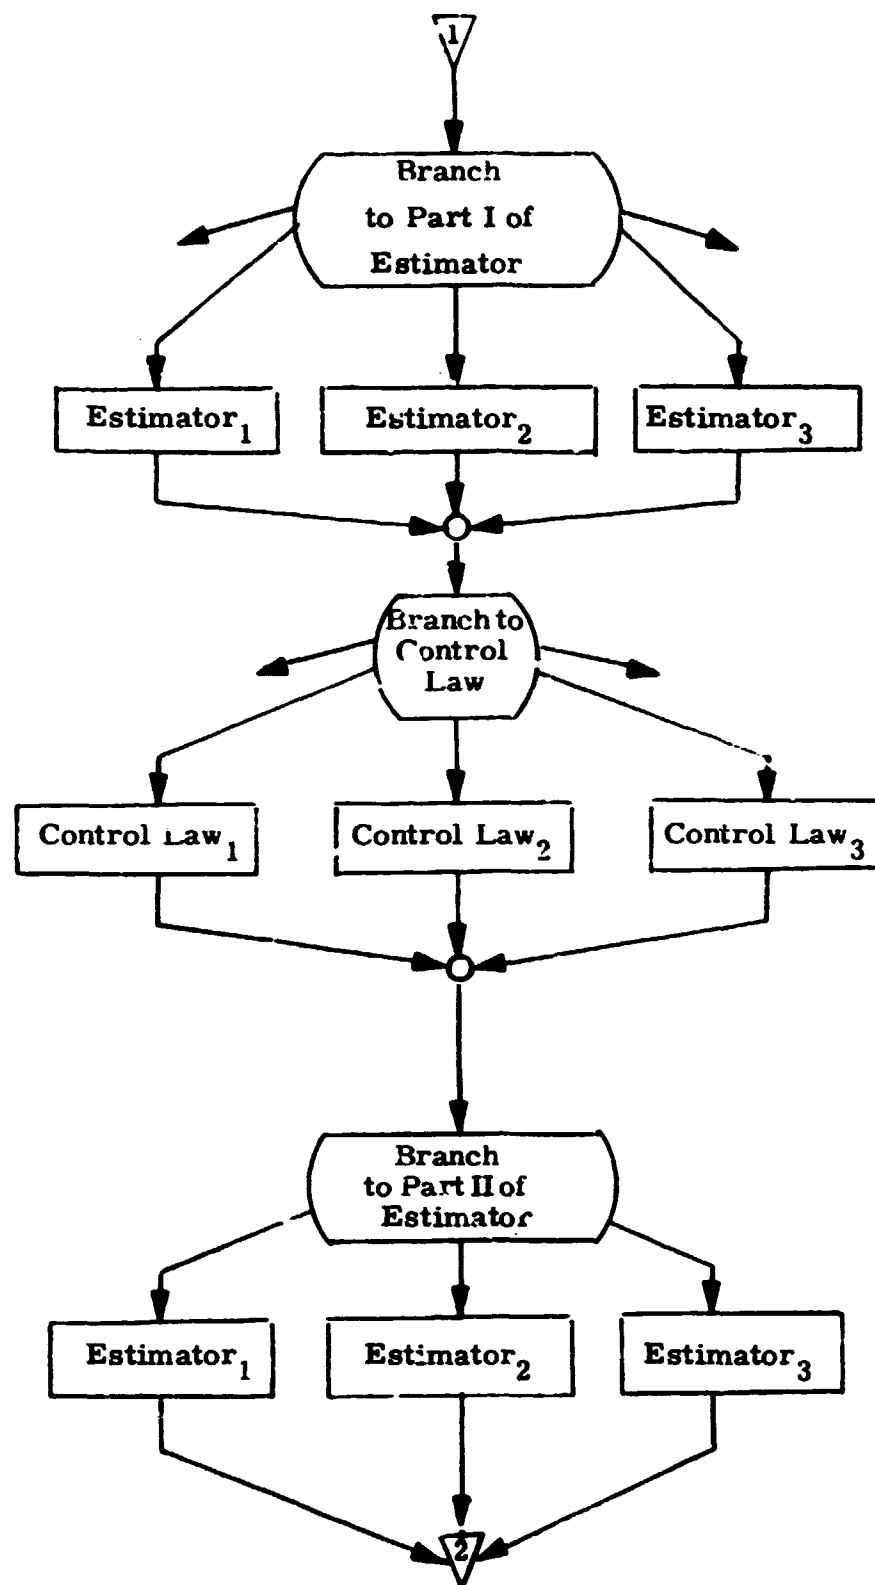 1
Branch
to Part I of
Estimator
Estimator1
Estimator2
Estimator3
Branch to
Control
Law
Control Law1
Control Law2
Control Law3
Branch
to Part II of
Estimator
Estimator1
Estimator2
Estimator3
2